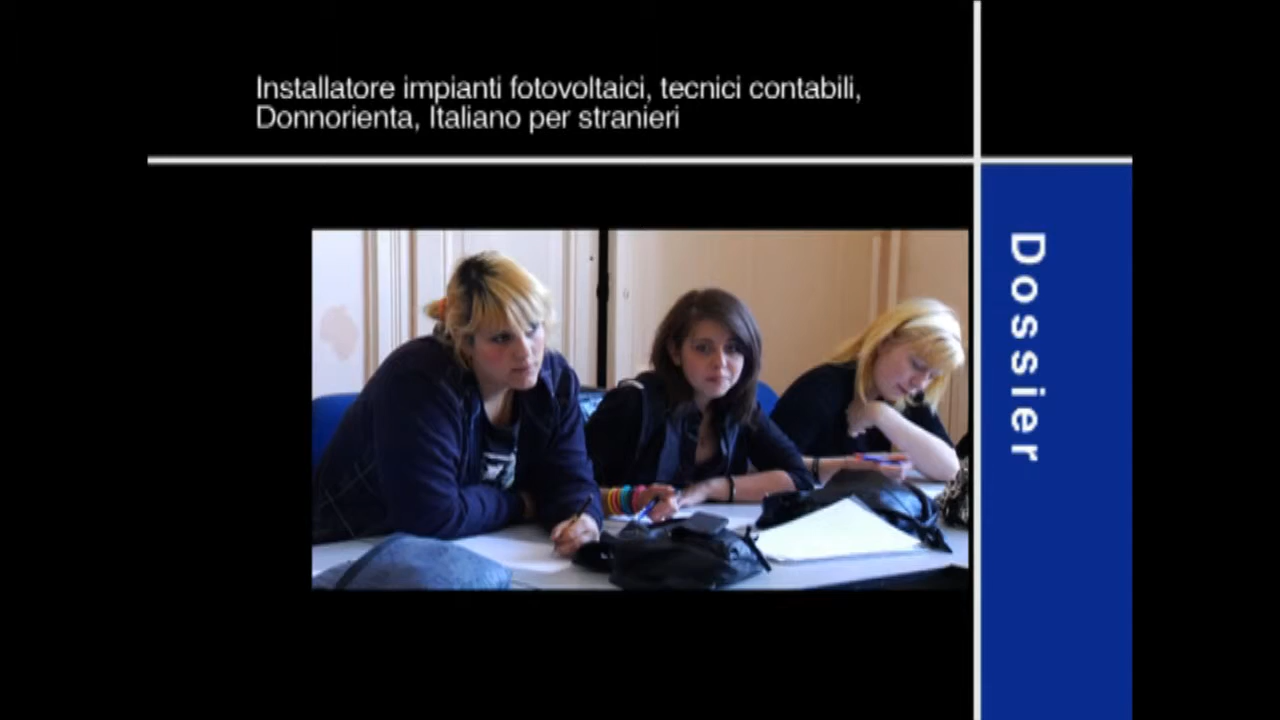 Installatore impianti fotovoltaici, tecnici contabili,
Donnorienta, Italiano per stranieri
Dossier